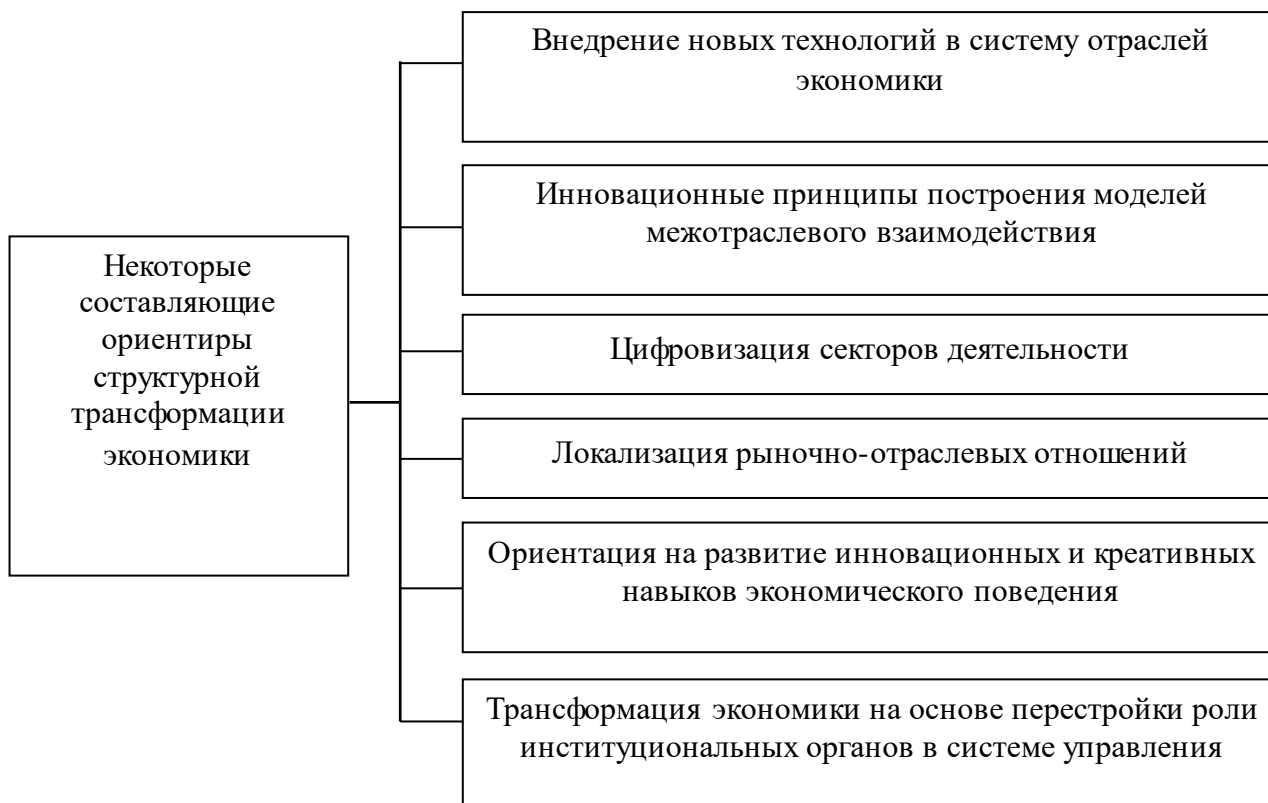 Некоторые
составляющие
ориентиры
структурной
трансформации
экономики
Внедрение новых технологий в систему отраслей
экономики
Инновационные принципы построения моделей
межотраслевого взаимодействия
Цифровизация секторов деятельности
Локализация рыночно-отраслевых отношений
Ориентация на развитие инновационных и креативных
навыков экономического поведения
Трансформация экономики на основе перестройки роли
институциональных органов в системе управления